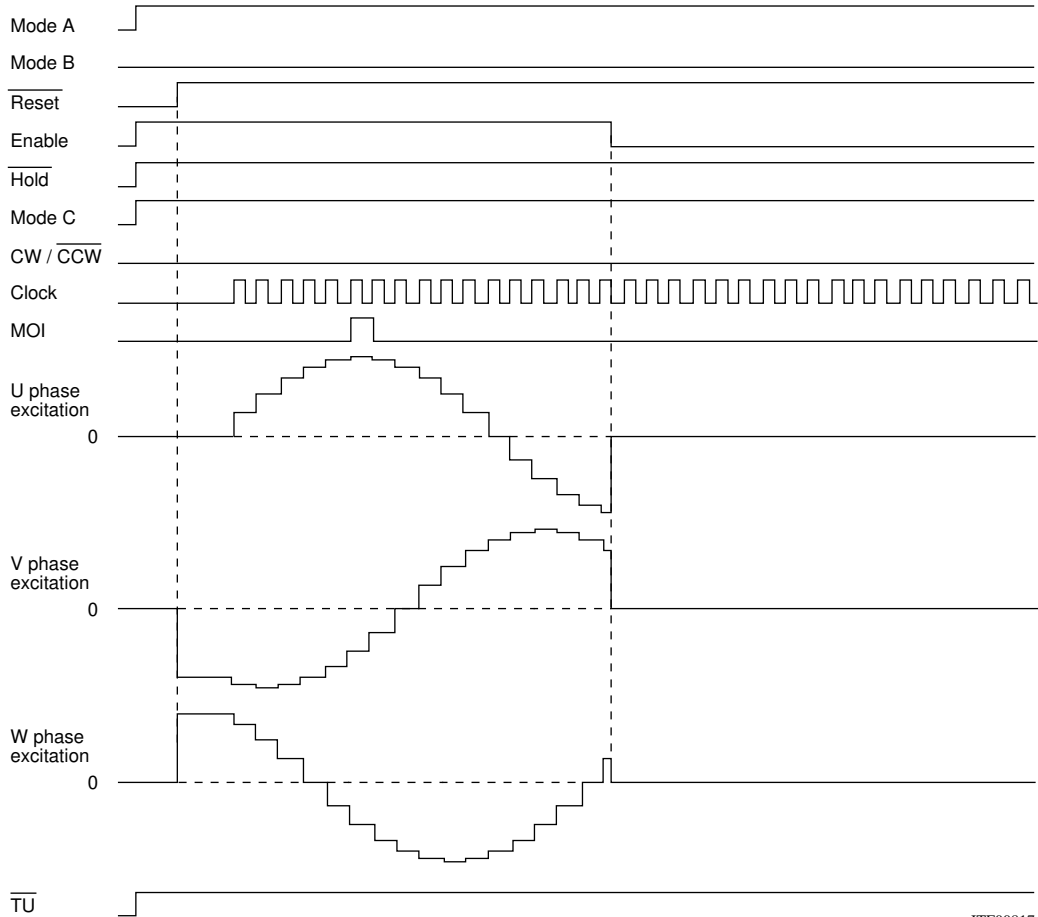 Mode A
Mode B
Reset
Enable
Hold
Mode C
CW / CCW
Clock
MOI
U phase
excitation
0
V phase
excitation
0
W phase
excitation
0
TU